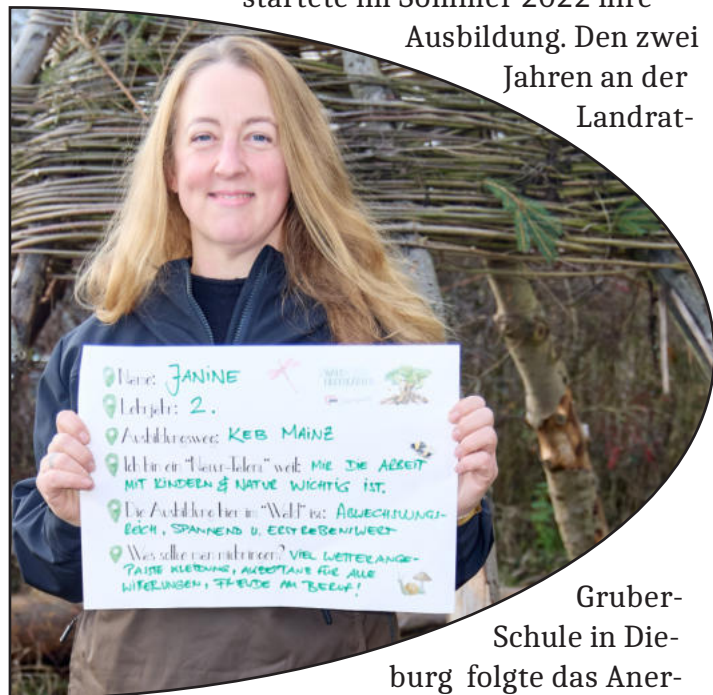 startete im Sommer 2022 ihre
Ausbildung. Den zwei
Jahren an der
Landrat-
Name: JANINE
Lehrjahr: 2.
Ausbildungsweg: KEB MAINZ
Ich bin ein "Natur-Talent" weil: MIR DIE ARBEIT
MIT KINDERN & NATUR WICHTIG IST.
Die Ausbildung hier im "Wald" ist: ABWECHSLUNGS-
REICH, SPANNEND U. ERSTREBENSWERT
Was sollte man mitbringen? VIEL WETTERANGE-
PASSTE KLEIDUNG, FÜR ALLE
WITTERUNGEN, FREUDE AM BERUF!
Gruber-
Schule in Die-
burg folgte das Aner-